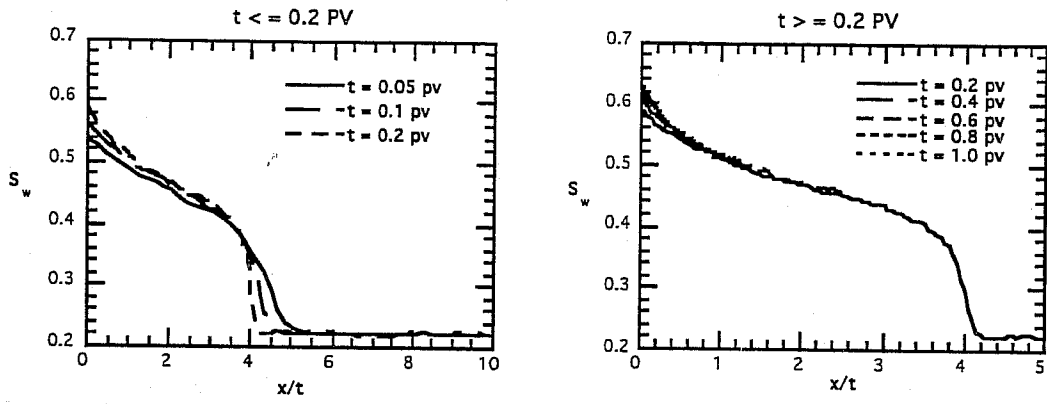 t < = 0.2 PV
0.7
0.6
0.5
0.4
0.3
0.2
S_w
t = 0.05 pv
t = 0.1 pv
t = 0.2 pv
0 2 4 6 8 10
x/t
t > = 0.2 PV
0.7
0.6
0.5
0.4
0.3
0.2
S_w
t = 0.2 pv
t = 0.4 pv
t = 0.6 pv
t = 0.8 pv
t = 1.0 pv
0 1 2 3 4 5
x/t